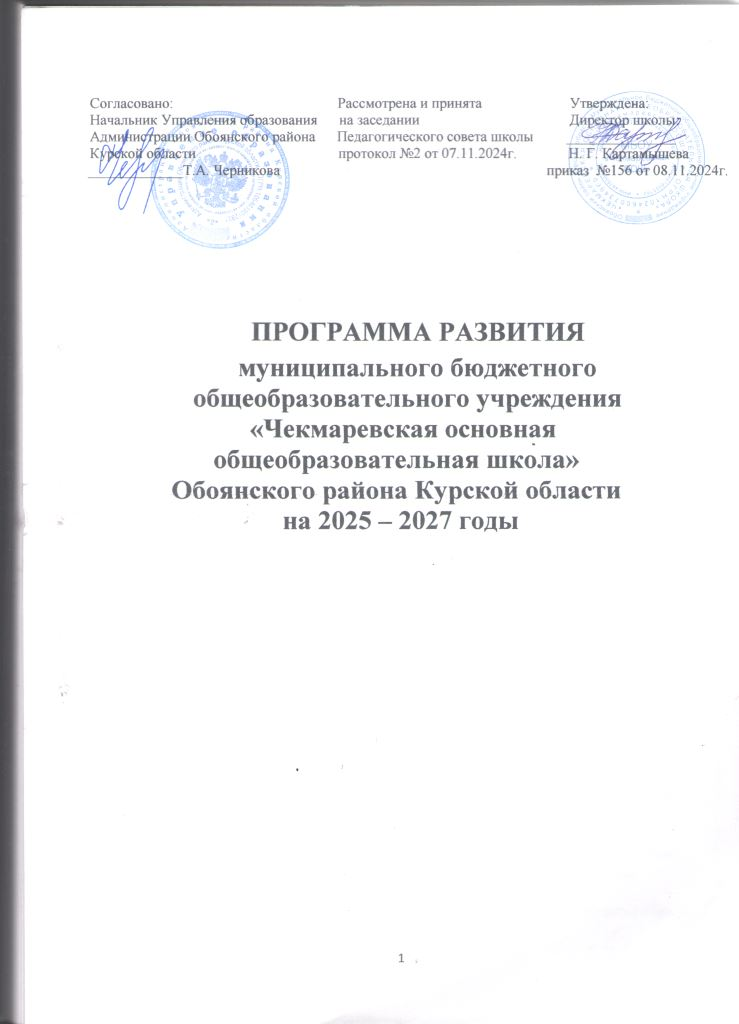 Согласовано:
Начальник Управления образования
Администрации Обоянского района
Курской области
Т.А. Черникова
Рассмотрена и принята
на заседании
Педагогического совета школы
протокол №2 от 07.11.2024г.
Утверждена:
Директор школы
Н. Г. Картамышева
приказ №156 от 08.11.2024г.
ПРОГРАММА РАЗВИТИЯ
муниципального бюджетного
общеобразовательного учреждения
«Чекмаревская основная
общеобразовательная школа»
Обоянского района Курской области
на 2025 – 2027 годы
1